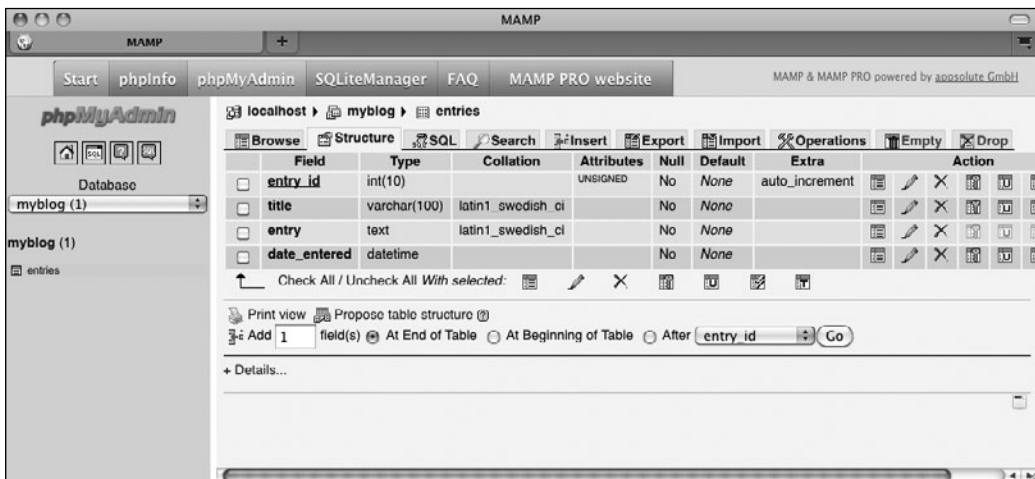 MAMP
MAMP +
Start phpInfo phpMyAdmin SQLiteManager FAQ MAMP PRO website MAMP & MAMP PRO powered by appsolute GmbH
phpMyAdmin
localhost ▸ myblog ▸ entries
Browse Structure SQL Search Insert Export Import Operations Empty Drop
Database
myblog (1)
myblog (1)
entries
Field Type Collation Attributes Null Default Extra Action
entry_id int(10) UNSIGNED No None auto_increment
title varchar(100) latin1_swedish_ci No None
entry text latin1_swedish_ci No None
date_entered datetime No None
Check All / Uncheck All With selected:
Print view Propose table structure
Add 1 field(s) At End of Table At Beginning of Table After entry_id Go
+ Details...